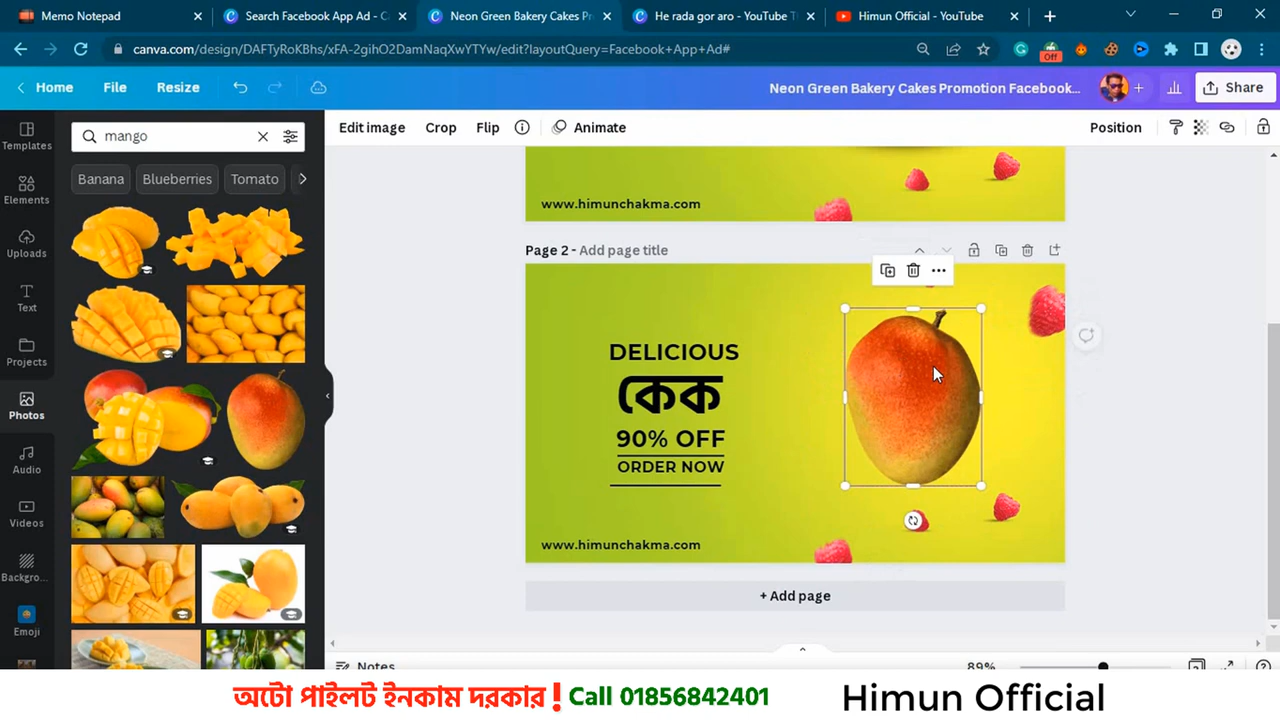 Memo Notepad
Search Facebook App Ad - C
Neon Green Bakery Cakes Pr
He rada gor aro - YouTube T
Himun Official - YouTube
canva.com/design/DAFTyRoKBhs/xFA-2gihO2DamNaqXwYTYw/edit?layoutQuery=Facebook+App+Ad#
Off
Home
File
Resize
Neon Green Bakery Cakes Promotion Facebook...
Share
Templates
Elements
Uploads
Text
Projects
Photos
Audio
Videos
Backgro...
Emoji
mango
Banana
Blueberries
Tomato
Edit image
Crop
Flip
Animate
Position
www.himunchakma.com
Page 2 - Add page title
DELICIOUS
কেক
90% OFF
ORDER NOW
www.himunchakma.com
+ Add page
Notes
89%
অটো পাইলট ইনকাম দরকার! Call 01856842401
Himun Official